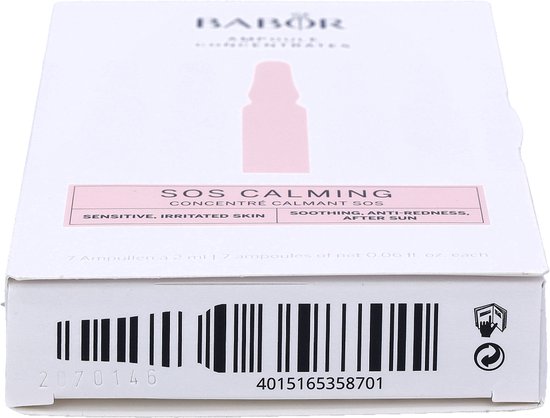 BABOR
AMPOULE
CONCENTRATES
SOS CALMING
CONCENTRÉ CALMANT SOS
SENSITIVE, IRRITATED SKIN
SOOTHING, ANTI-REDNESS,
AFTER SUN
7 Ampullen à 2 ml | 7 ampoules of net 0.06 fl. oz. each
2070146
4015165358701